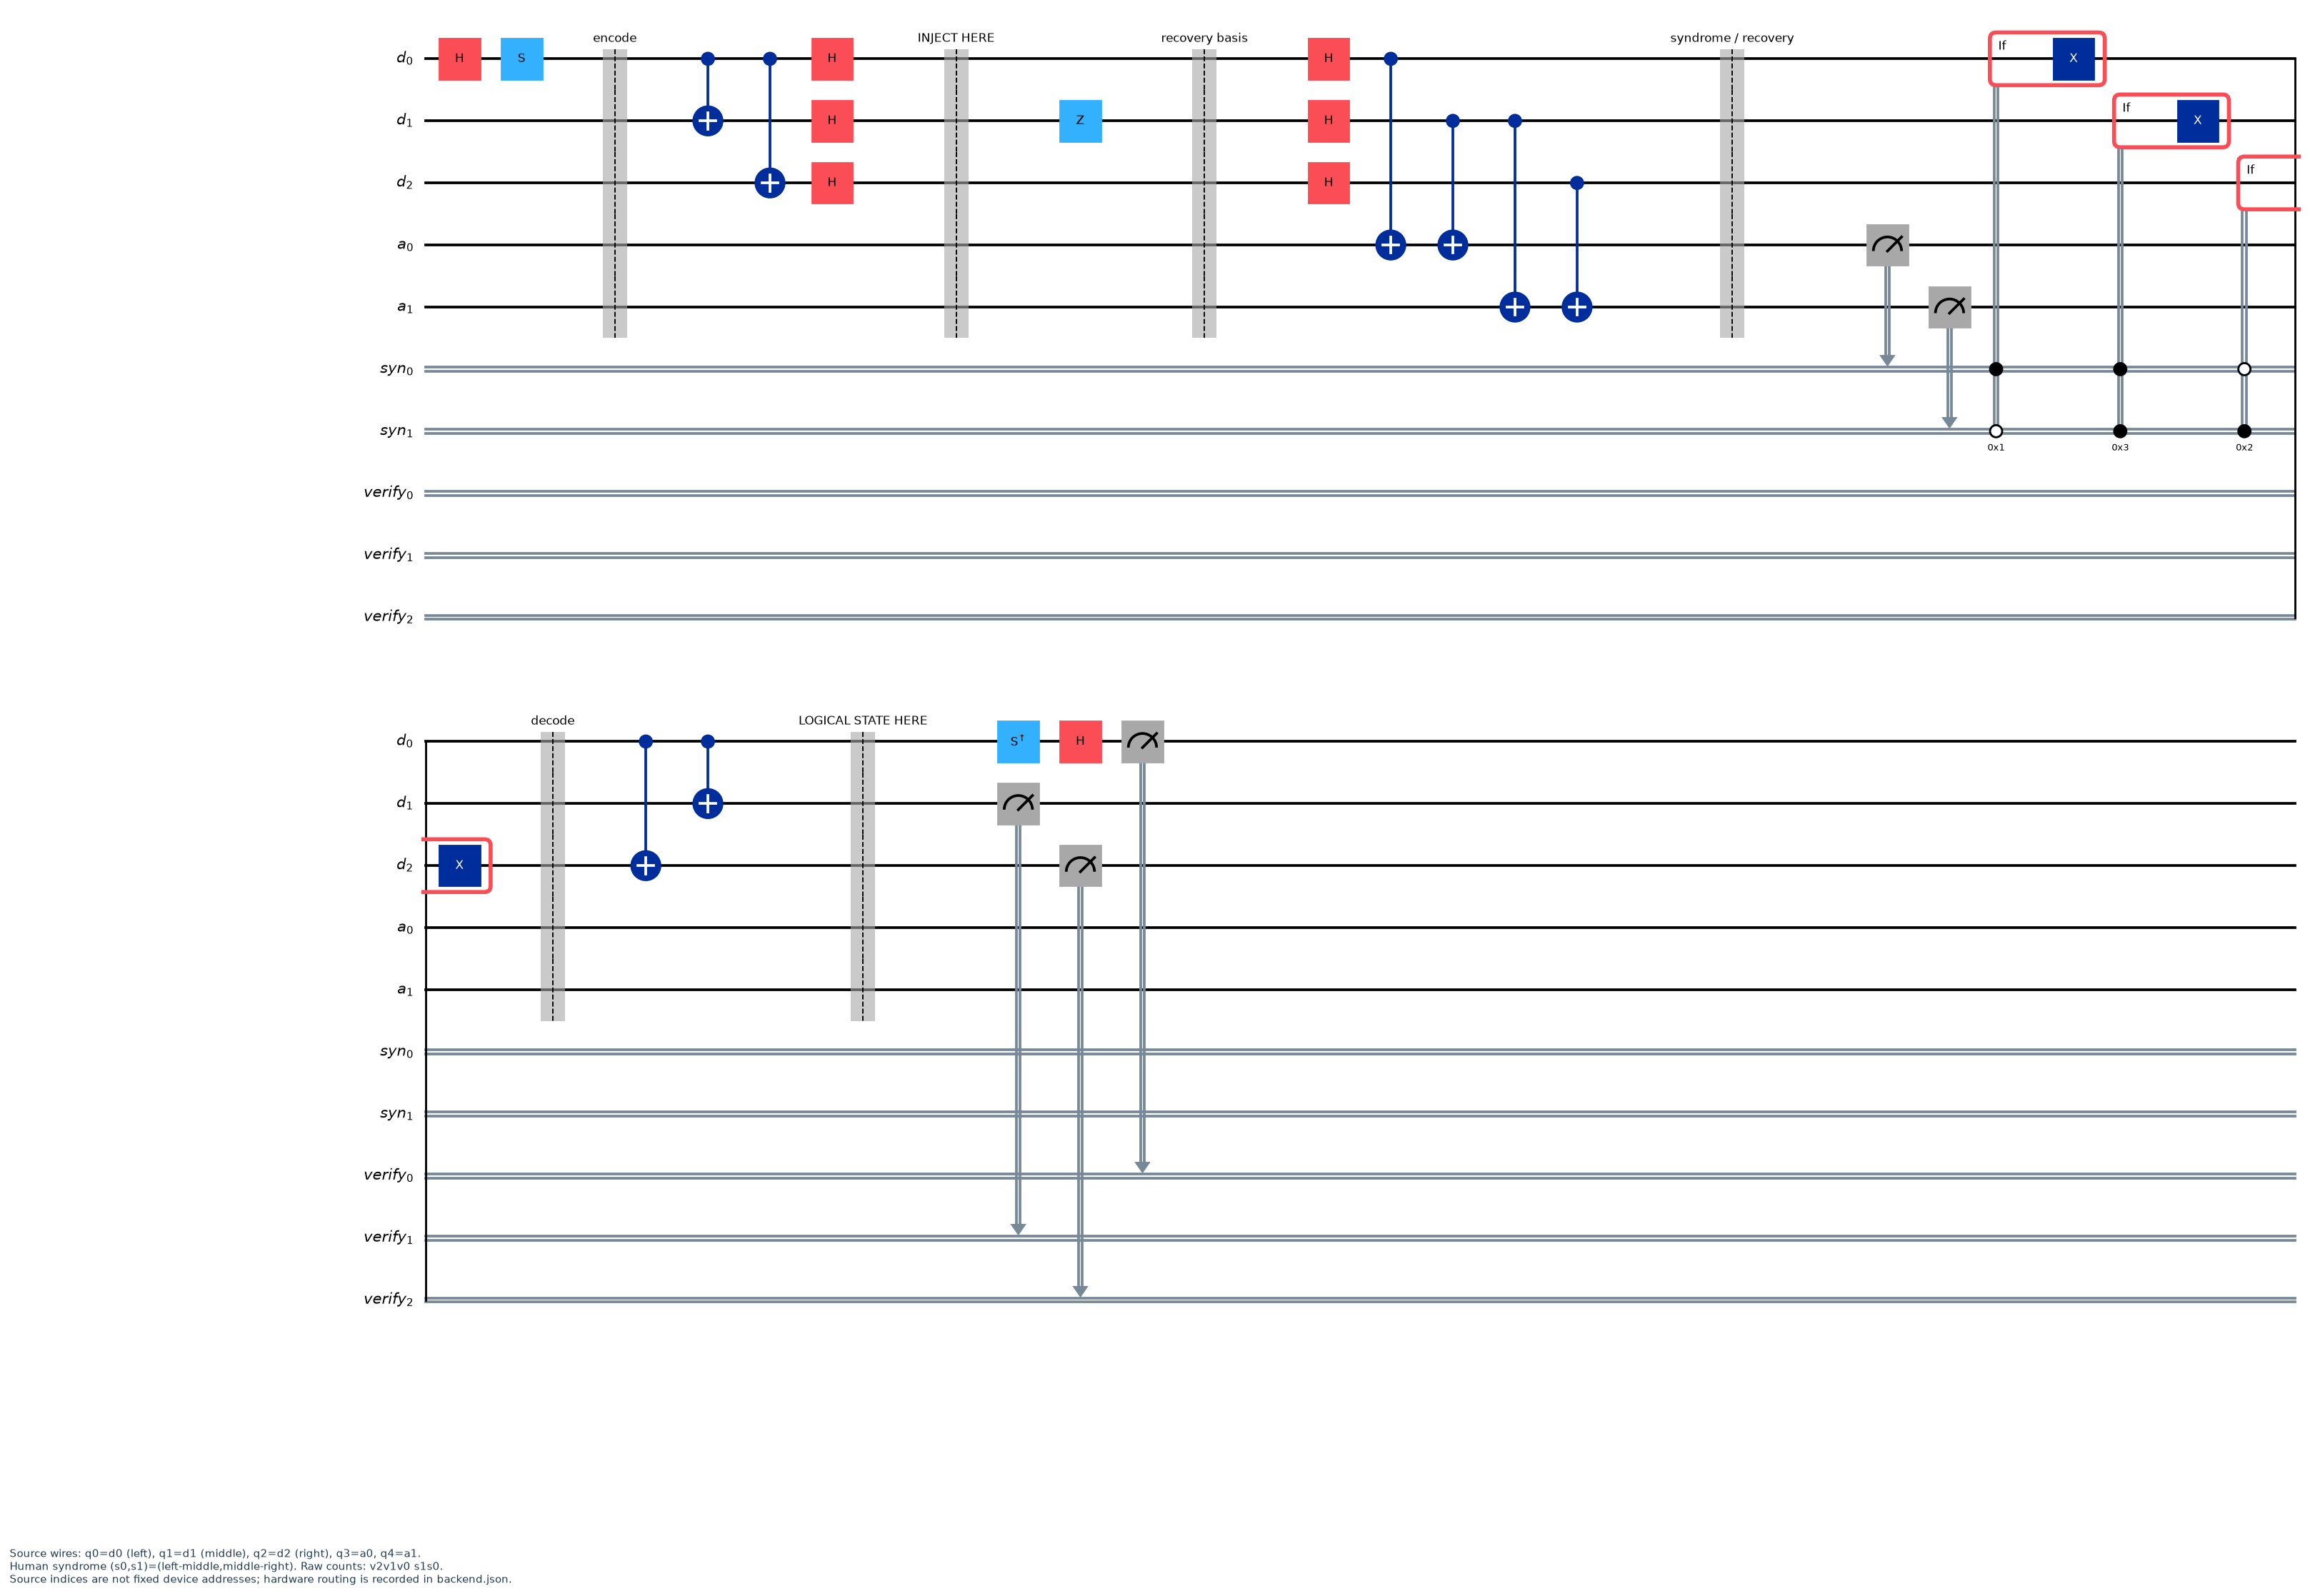 encode INJECT HERE recovery basis syndrome / recovery
d0 H S H H If X
d1 H Z H If X
d2 H H If
a0
a1
syn0
syn1
0x1 0x3 0x2
verify0
verify1
verify2
decode LOGICAL STATE HERE
d0 S† H
d1
d2 X
a0
a1
syn0
syn1
verify0
verify1
verify2
Source wires: q0=d0 (left), q1=d1 (middle), q2=d2 (right), q3=a0, q4=a1.
Human syndrome (s0,s1)=(left-middle,middle-right). Raw counts: v2v1v0 s1s0.
Source indices are not fixed device addresses; hardware routing is recorded in backend.json.